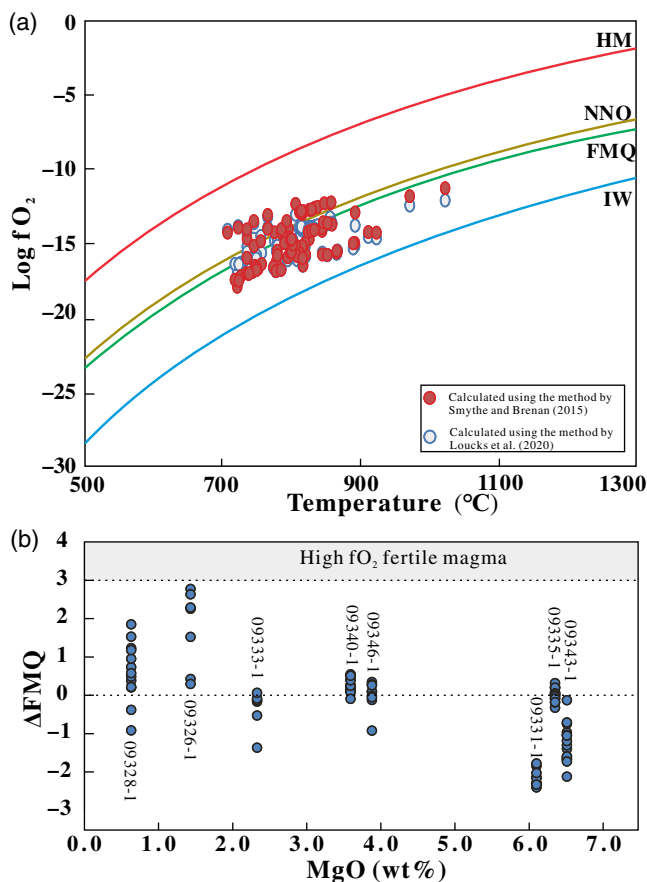 (a)
0
HM
−5
NNO
−10
FMQ
IW
Log f O₂
−15
−20
−25
−30
Calculated using the method by
Smythe and Brenan (2015)
Calculated using the method by
Loucks et al. (2020)
500
700
900
1100
1300
Temperature (°C)
(b)
4
High fO₂ fertile magma
3
2
1
0
−1
−2
−3
ΔFMQ
09328-1
09326-1
09333-1
09340-1
09346-1
09331-1
09335-1
09343-1
0.0
1.0
2.0
3.0
4.0
5.0
6.0
7.0
MgO (wt%)